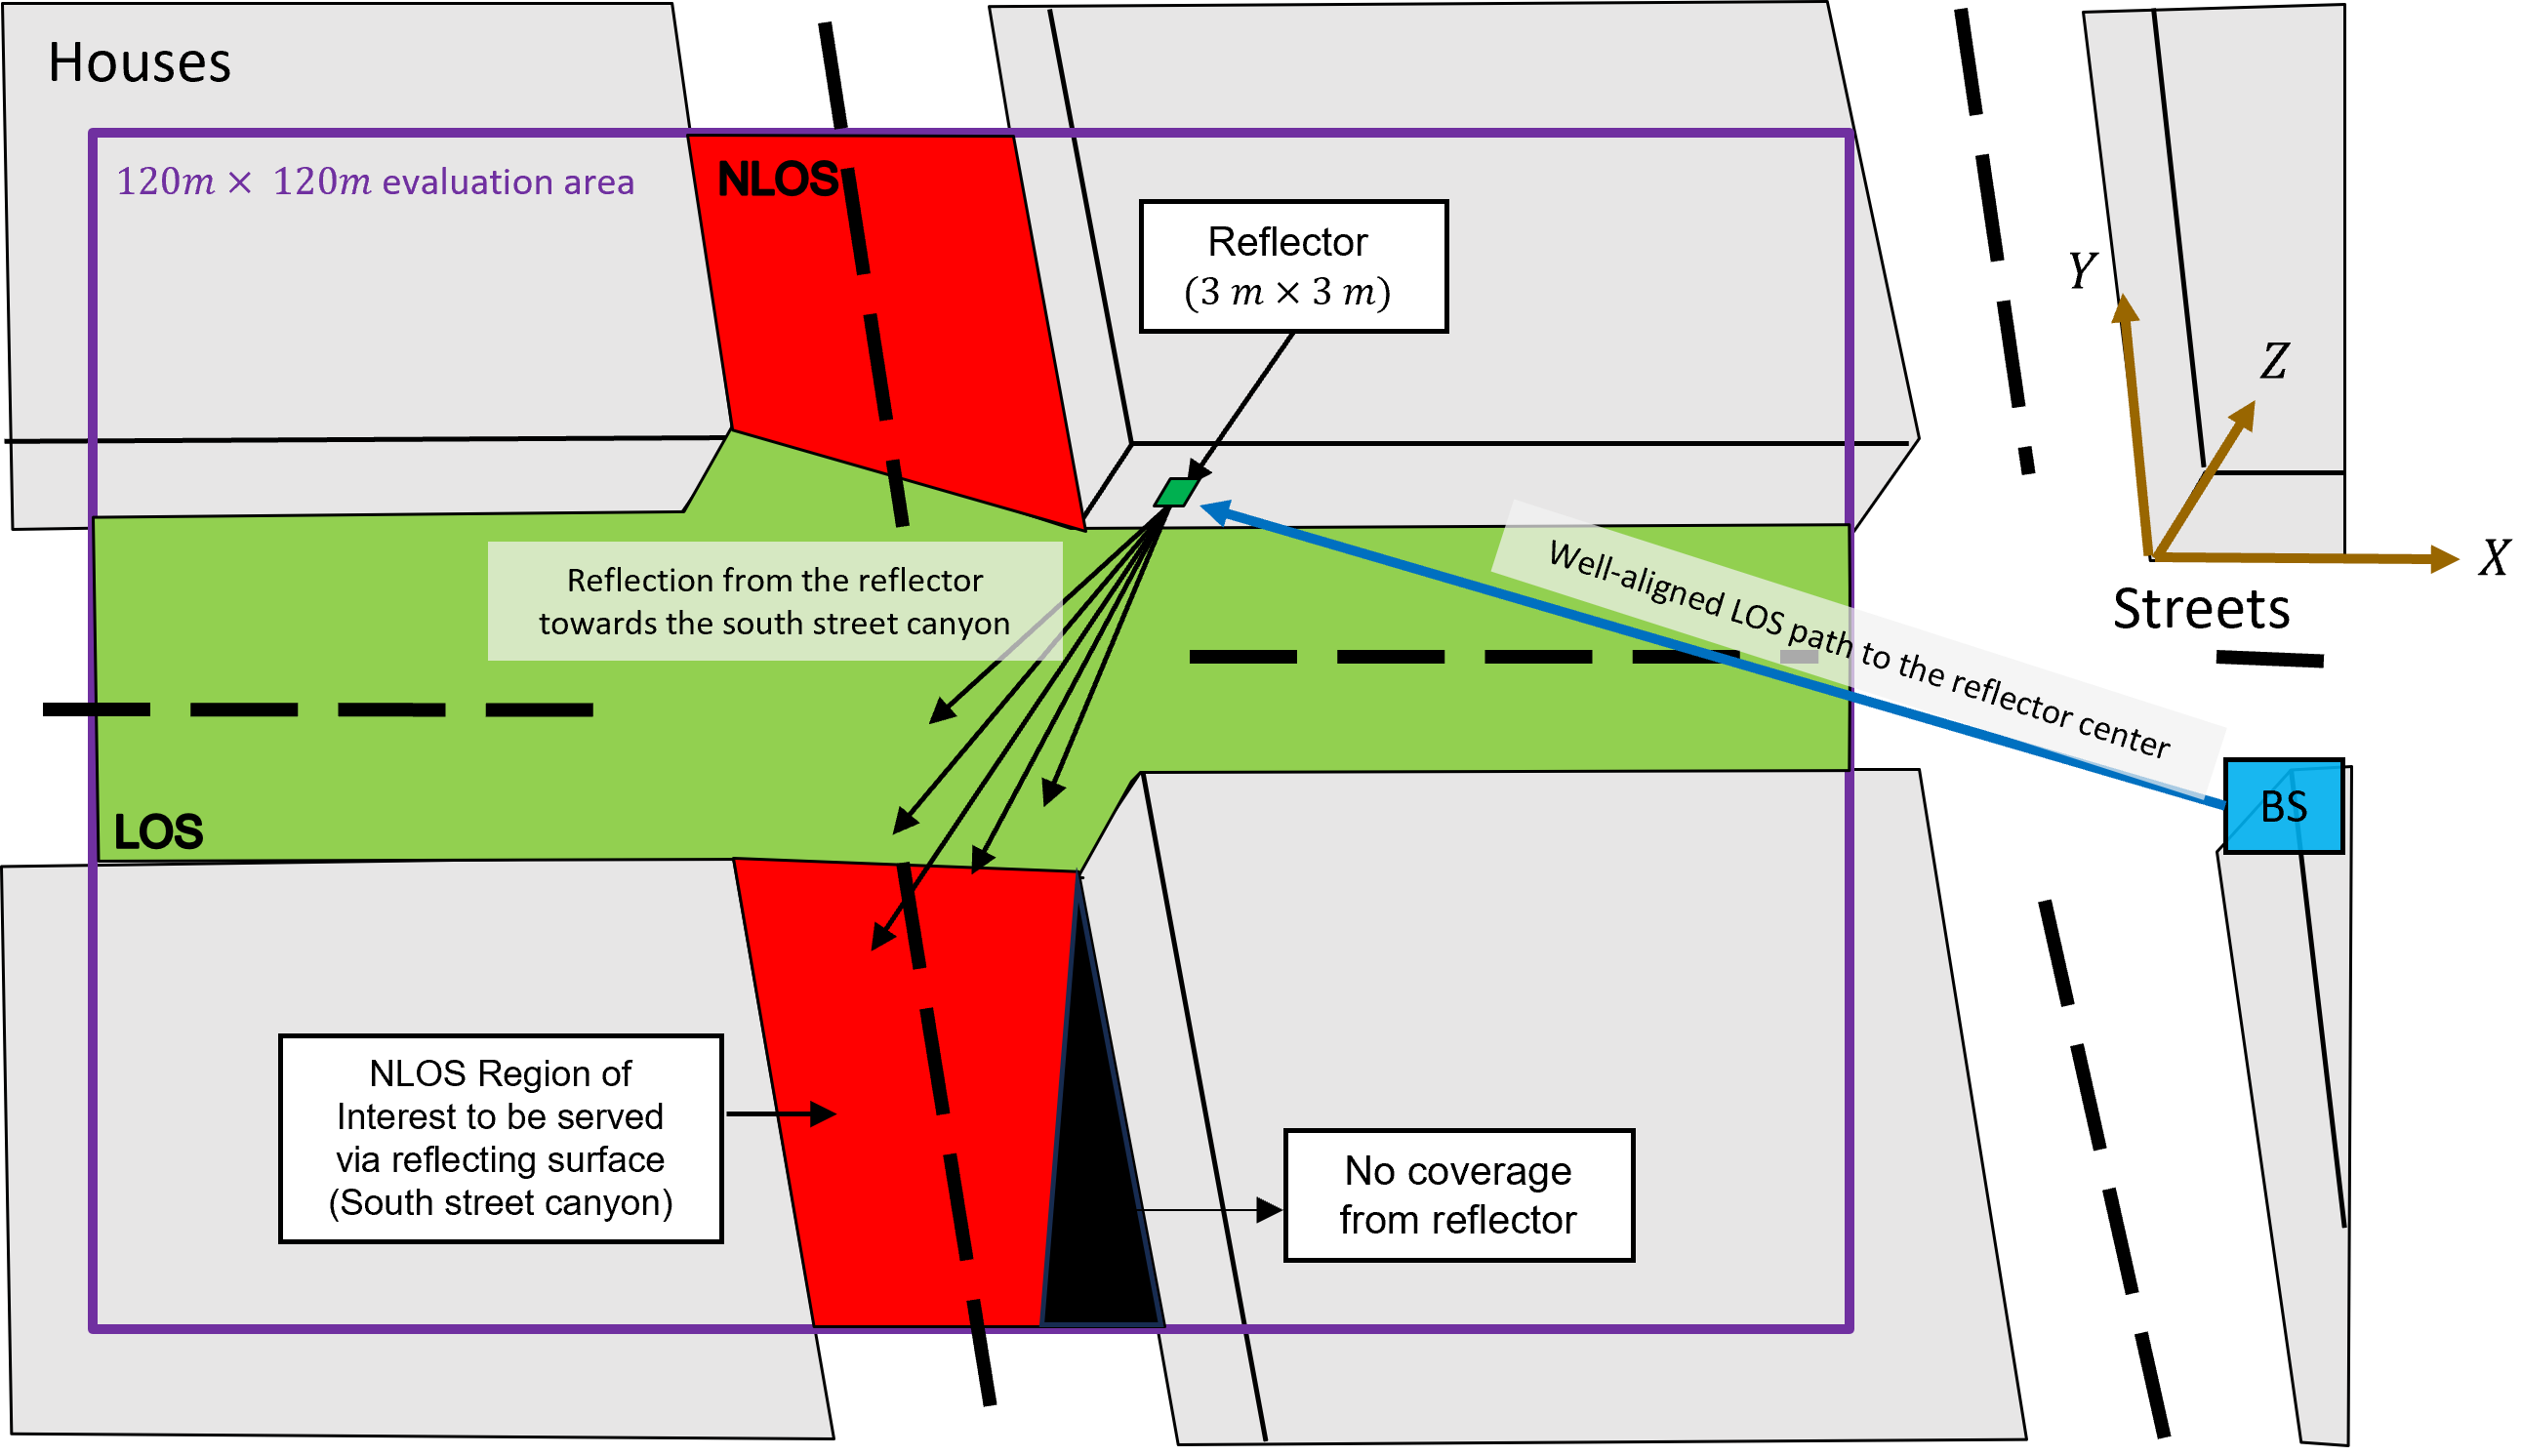 Houses
120m × 120m evaluation area
NLOS
Reflector
(3 m × 3 m)
Y
Z
X
Streets
Well-aligned LOS path to the reflector center
Reflection from the reflector
towards the south street canyon
BS
LOS
NLOS Region of
Interest to be served
via reflecting surface
(South street canyon)
No coverage
from reflector